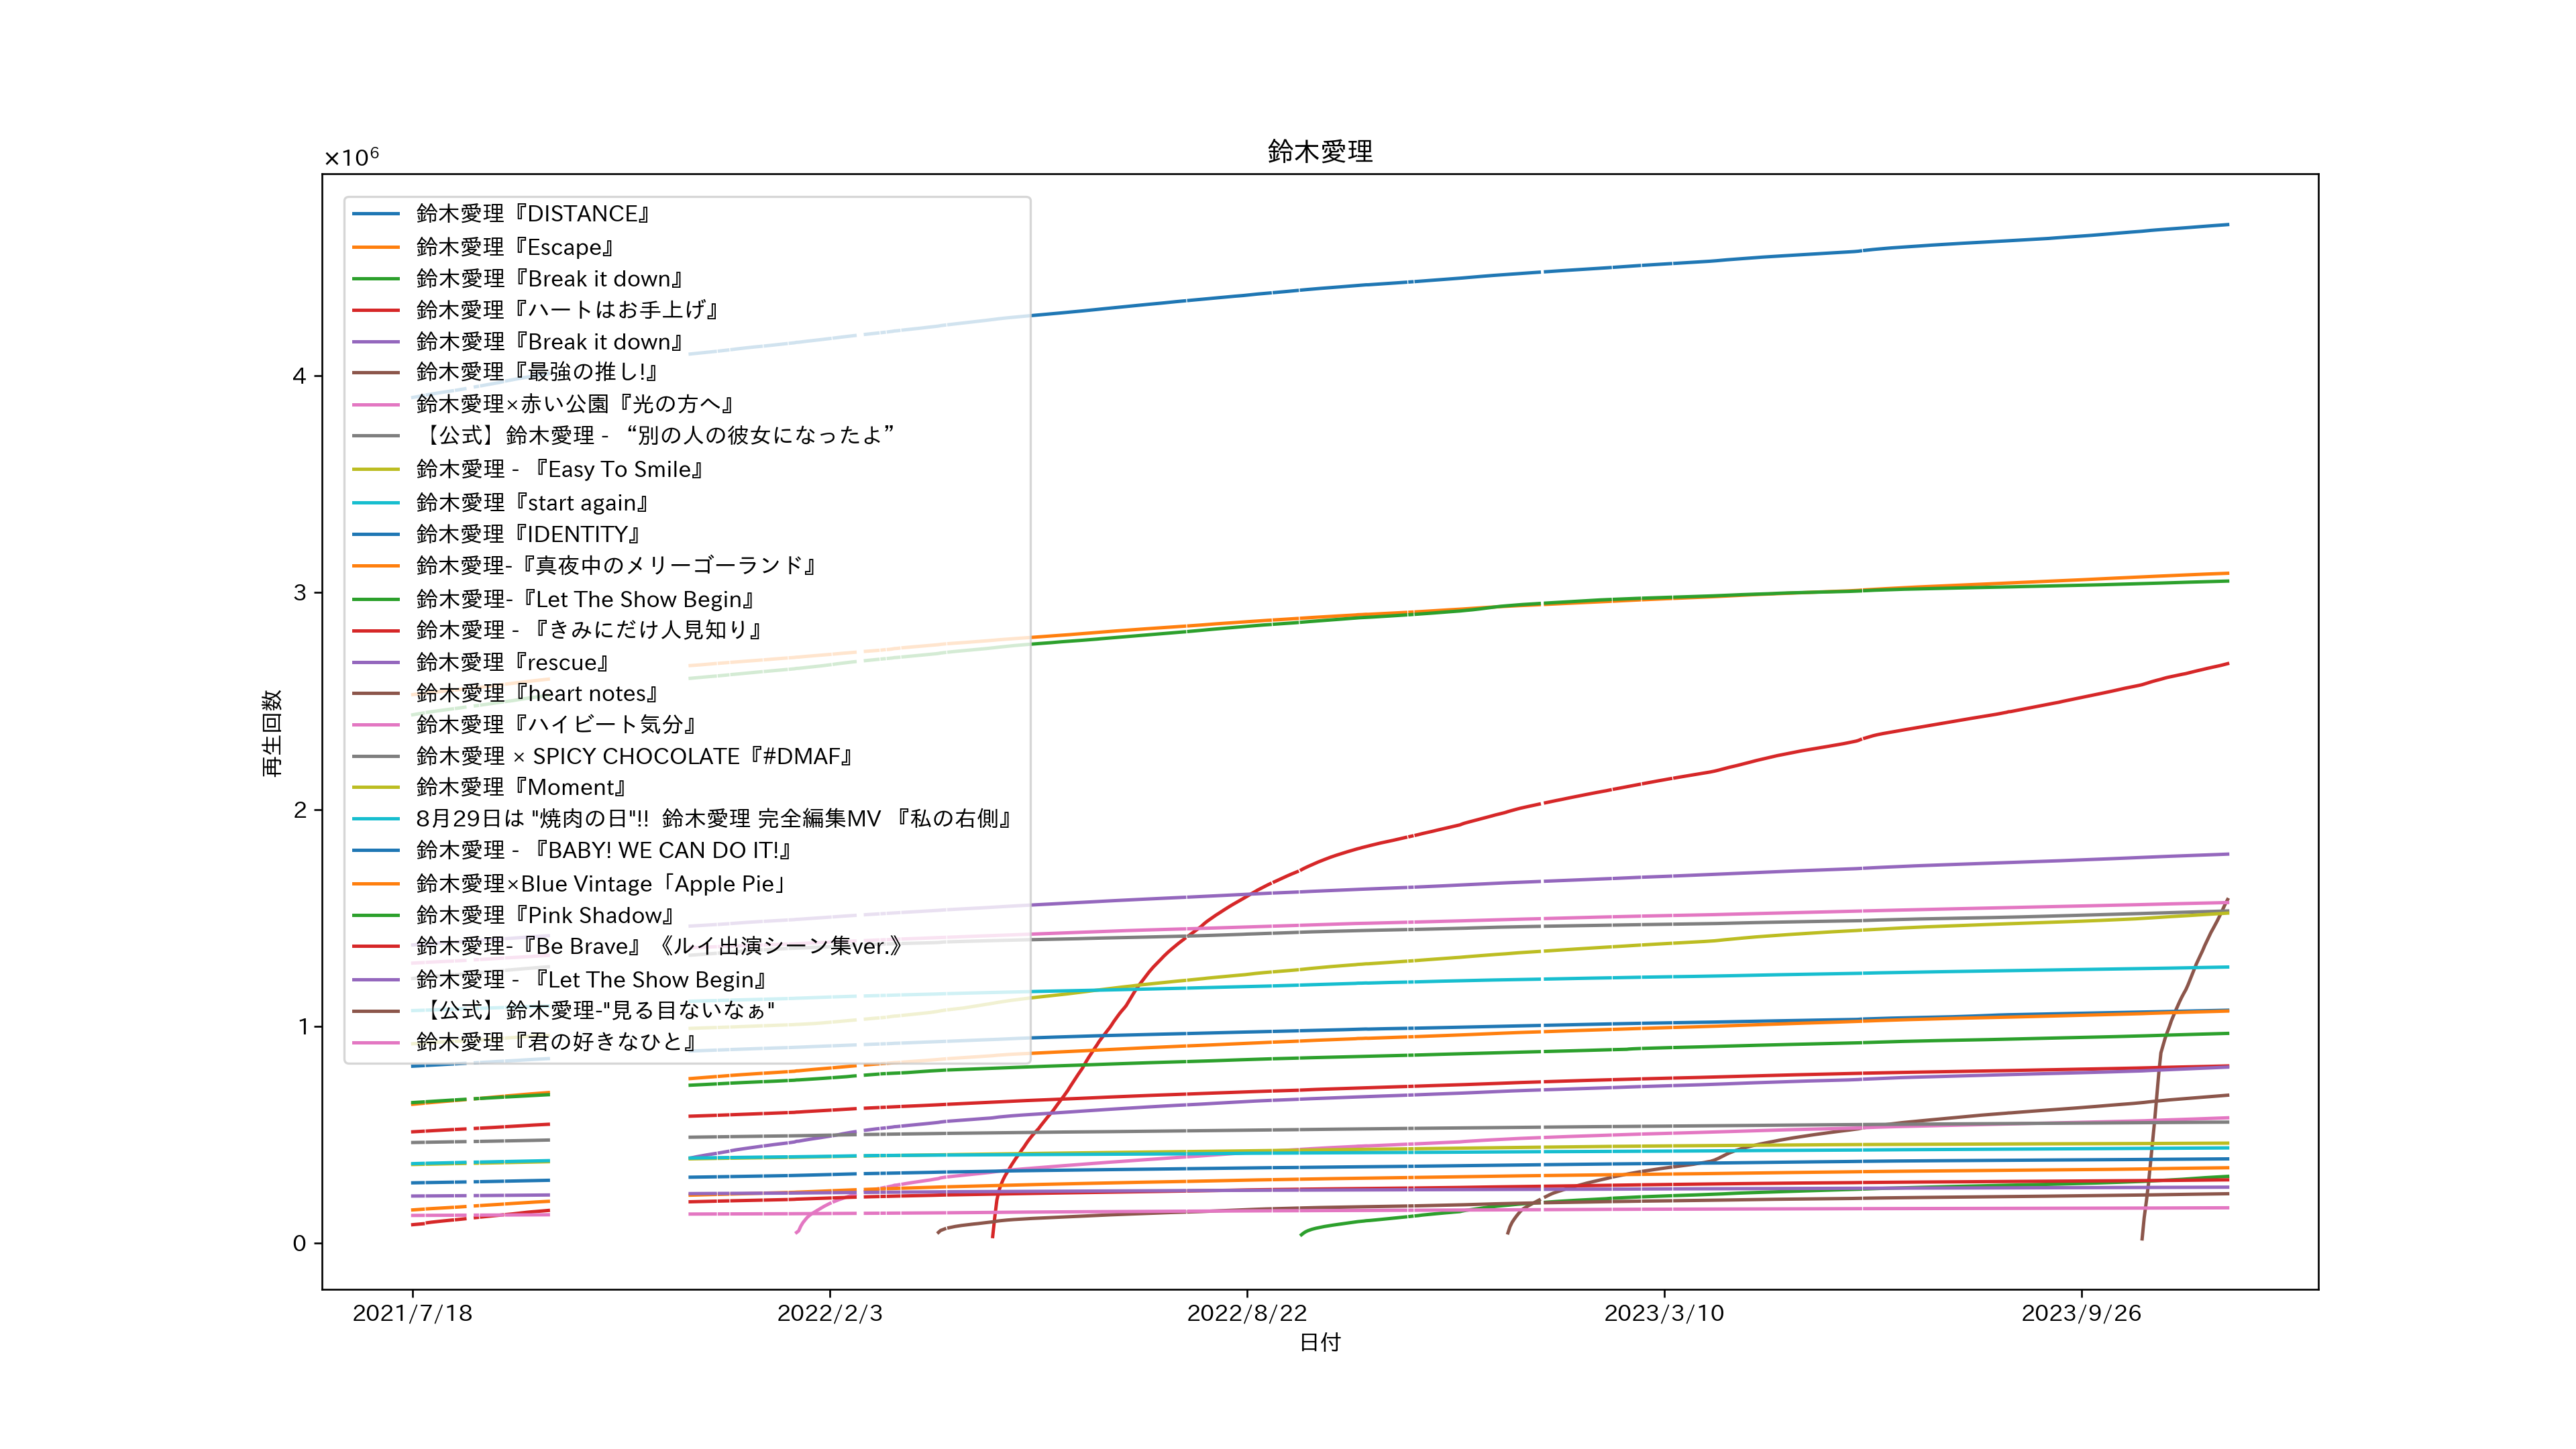 鈴木愛理
×10⁶
鈴木愛理『DISTANCE』
鈴木愛理『Escape』
鈴木愛理『Break it down』
鈴木愛理『ハートはお手上げ』
鈴木愛理『Break it down』
鈴木愛理『最強の推し!』
鈴木愛理×赤い公園『光の方へ』
【公式】鈴木愛理 - “別の人の彼女になったよ”
鈴木愛理 - 『Easy To Smile』
鈴木愛理『start again』
鈴木愛理『IDENTITY』
鈴木愛理-『真夜中のメリーゴーランド』
鈴木愛理-『Let The Show Begin』
鈴木愛理 - 『きみにだけ人見知り』
鈴木愛理『rescue』
鈴木愛理『heart notes』
鈴木愛理『ハイビート気分』
鈴木愛理 × SPICY CHOCOLATE『#DMAF』
鈴木愛理『Moment』
8月29日は "焼肉の日"!! 鈴木愛理 完全編集MV 『私の右側』
鈴木愛理 - 『BABY! WE CAN DO IT!』
鈴木愛理×Blue Vintage「Apple Pie」
鈴木愛理『Pink Shadow』
鈴木愛理-『Be Brave』《ルイ出演シーン集ver.》
鈴木愛理 - 『Let The Show Begin』
【公式】鈴木愛理-"見る目ないなぁ"
鈴木愛理『君の好きなひと』
4
3
2
1
0
再生回数
2021/7/18
2022/2/3
2022/8/22
2023/3/10
2023/9/26
日付